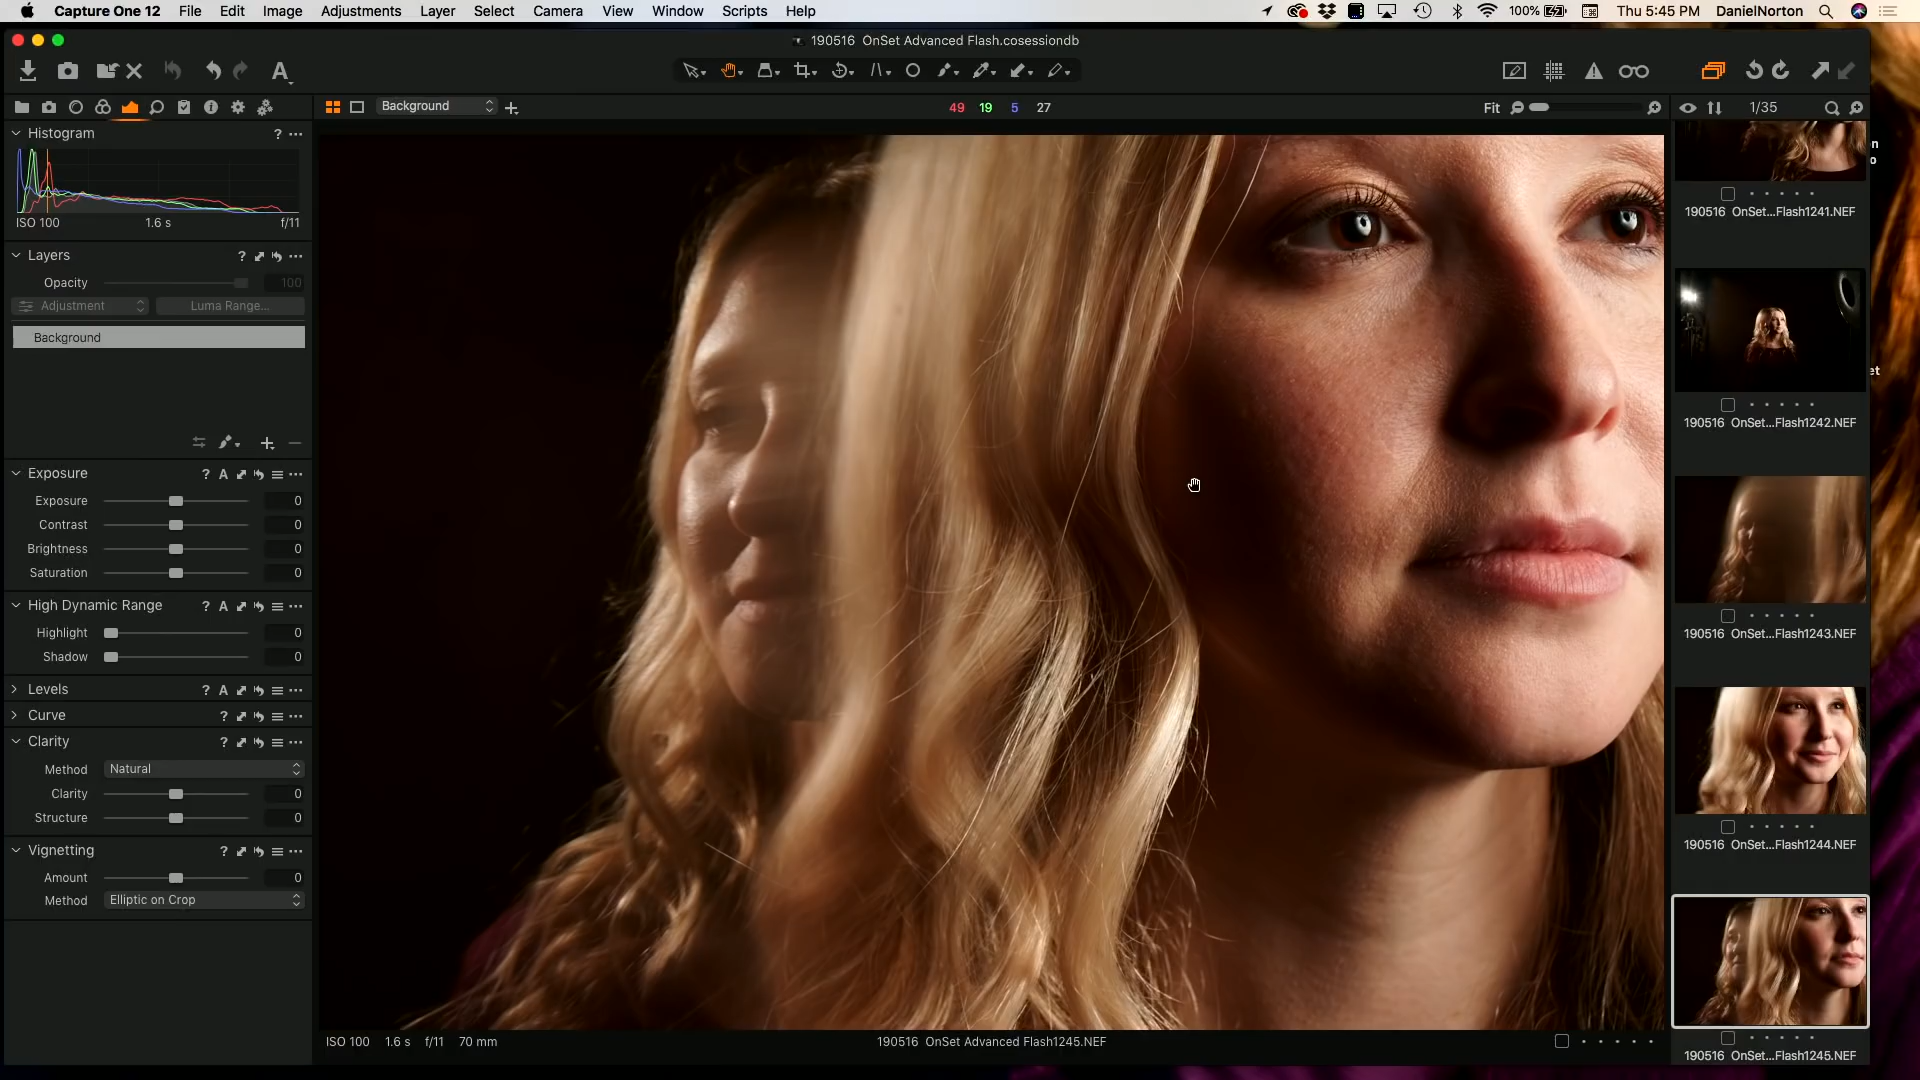 Capture One 12 File Edit Image Adjustments Layer Select Camera View Window Scripts Help 100% Thu 5:45 PM DanielNorton
190516 OnSet Advanced Flash.cosessiondb
Background 49 19 5 27 Fit 1/35
Histogram ?
ISO 100 1.6 s f/11
Layers ?
Opacity 100
Adjustment Luma Range...
Background
Exposure ? A
Exposure 0
Contrast 0
Brightness 0
Saturation 0
High Dynamic Range ? A
Highlight 0
Shadow 0
Levels ? A
Curve ?
Clarity ?
Method Natural
Clarity 0
Structure 0
Vignetting ?
Amount 0
Method Elliptic on Crop
ISO 100 1.6 s f/11 70 mm 190516 OnSet Advanced Flash1245.NEF
190516 OnSet...Flash1241.NEF
190516 OnSet...Flash1242.NEF
190516 OnSet...Flash1243.NEF
190516 OnSet...Flash1244.NEF
190516 OnSet...Flash1245.NEF